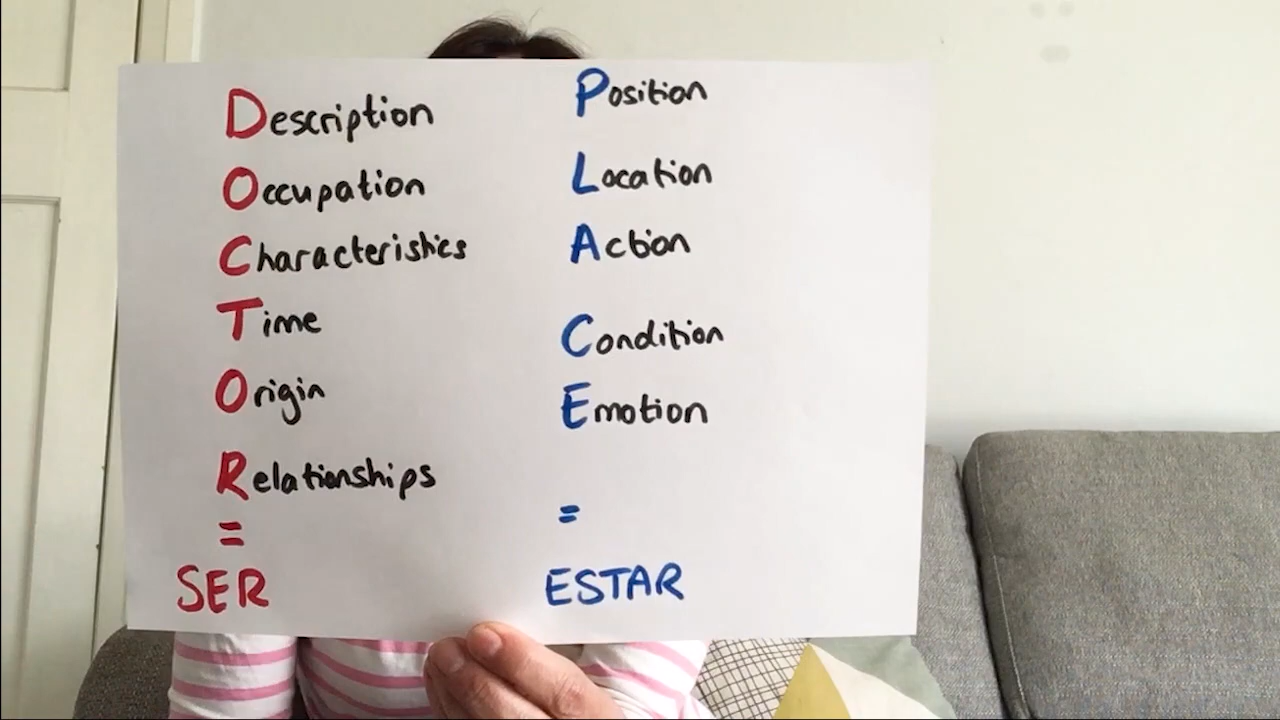 Description
Occupation
Characteristics
Time
Origin
Relationships
=
SER
Position
Location
Action
Condition
Emotion
=
ESTAR